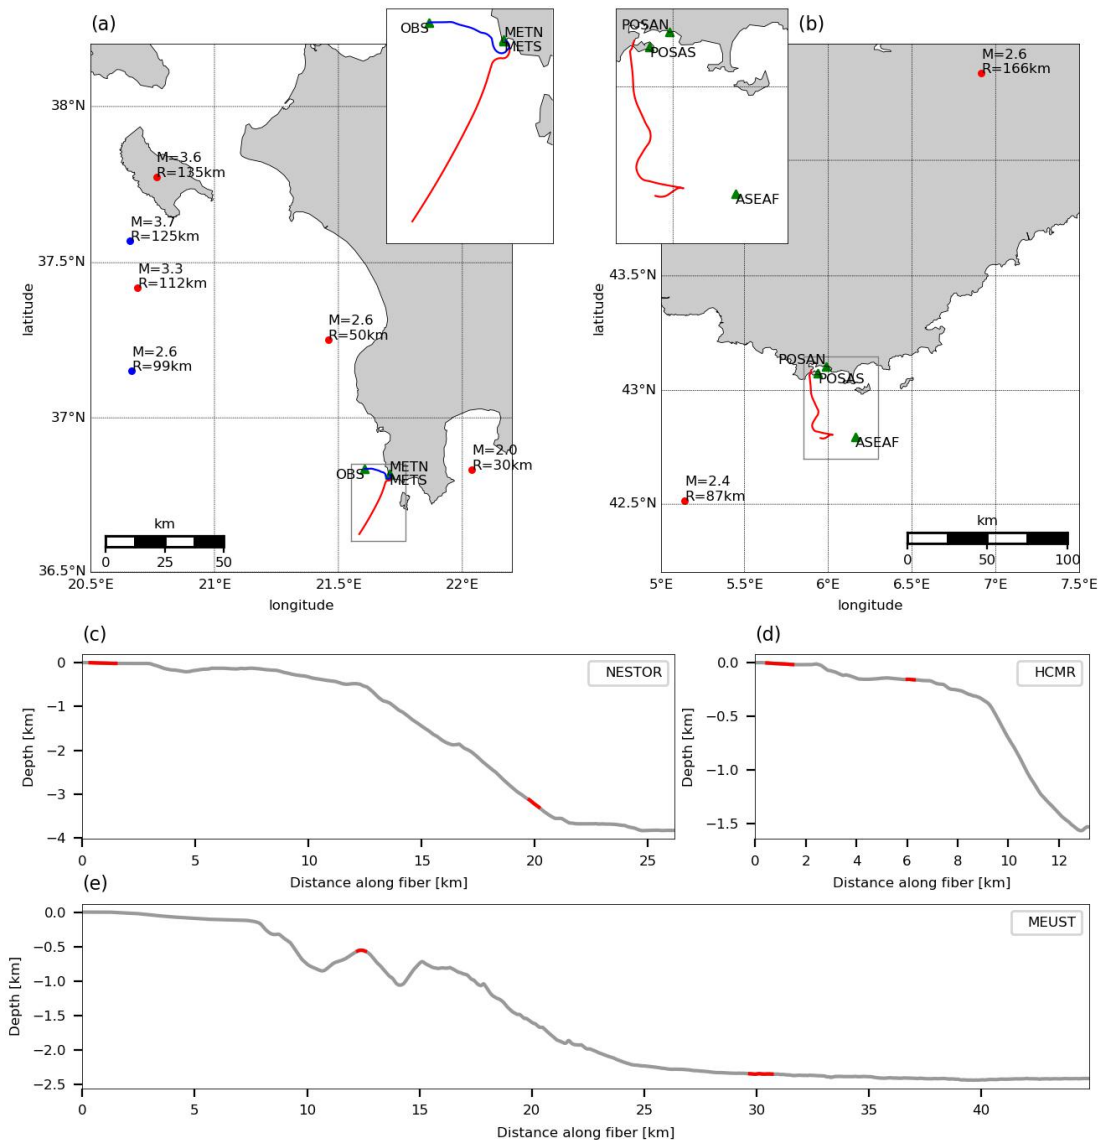 (a)
OBS
METN
METS
38°N
37.5°N
37°N
36.5°N
latitude
M=3.6
R=135km
M=3.7
R=125km
M=3.3
R=112km
M=2.6
R=99km
M=2.6
R=50km
M=2.0
R=30km
OBS
METN
METS
km
0 25 50
20.5°E 21°E 21.5°E 22°E
longitude
(b)
POSAN
POSAS
ASEAF
M=2.6
R=166km
43.5°N
43°N
42.5°N
latitude
POSAN
POSAS
ASEAF
M=2.4
R=87km
km
0 50 100
5°E 5.5°E 6°E 6.5°E 7°E 7.5°E
longitude
(c)
NESTOR
0
−1
−2
−3
−4
Depth [km]
0 5 10 15 20 25
Distance along fiber [km]
(d)
HCMR
0.0
−0.5
−1.0
−1.5
Depth [km]
0 2 4 6 8 10 12
Distance along fiber [km]
(e)
MEUST
0.0
−0.5
−1.0
−1.5
−2.0
−2.5
Depth [km]
0 5 10 15 20 25 30 35 40
Distance along fiber [km]